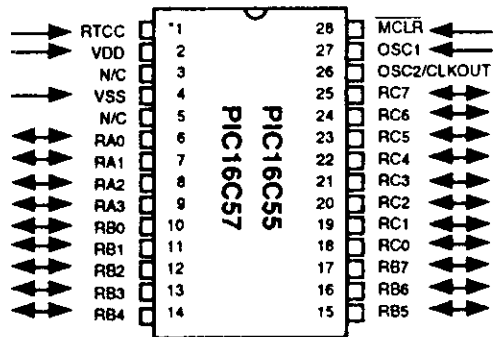 RTCC *1 28 MCLR
VDD 2 27 OSC1
N/C 3 26 OSC2/CLKOUT
VSS 4 25 RC7
N/C 5 24 RC6
RA0 6 23 RC5
RA1 7 22 RC4
RA2 8 21 RC3
RA3 9 20 RC2
RB0 10 19 RC1
RB1 11 18 RC0
RB2 12 17 RB7
RB3 13 16 RB6
RB4 14 15 RB5
PIC16C55
PIC16C57